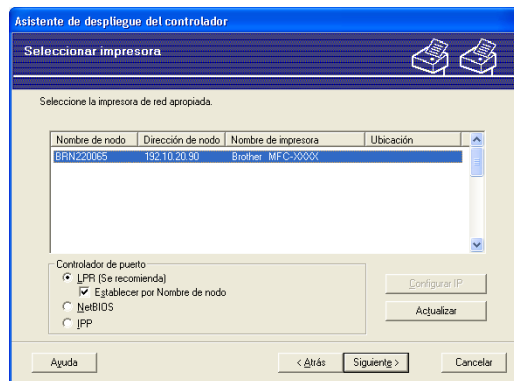 Asistente de despliegue del controlador
Seleccionar impresora
Seleccione la impresora de red apropiada.
Nombre de nodo Dirección de nodo Nombre de impresora Ubicación
BRN220065 192.10.20.90 Brother MFC-XXXX
Controlador de puerto
LPR (Se recomienda)
Establecer por Nombre de nodo
NetBIOS
IPP
Configurar IP
Actualizar
Ayuda < Atrás Siguiente > Cancelar